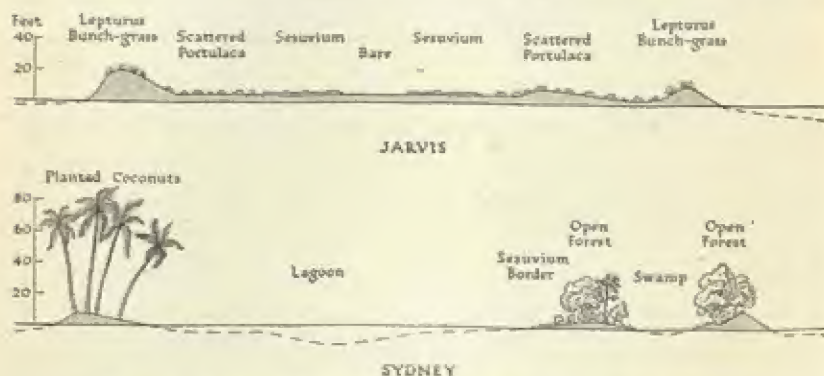 Feet
40
20
Lepturus
Bunch-grass
Scattered
Portulaca
Sesuvium
Bare
Sesuvium
Scattered
Portulaca
Lepturus
Bunch-grass
JARVIS
Planted Coconuts
80
60
40
20
Lagoon
Sesuvium
Border
Open
Forest
Swamp
Open
Forest
SYDNEY